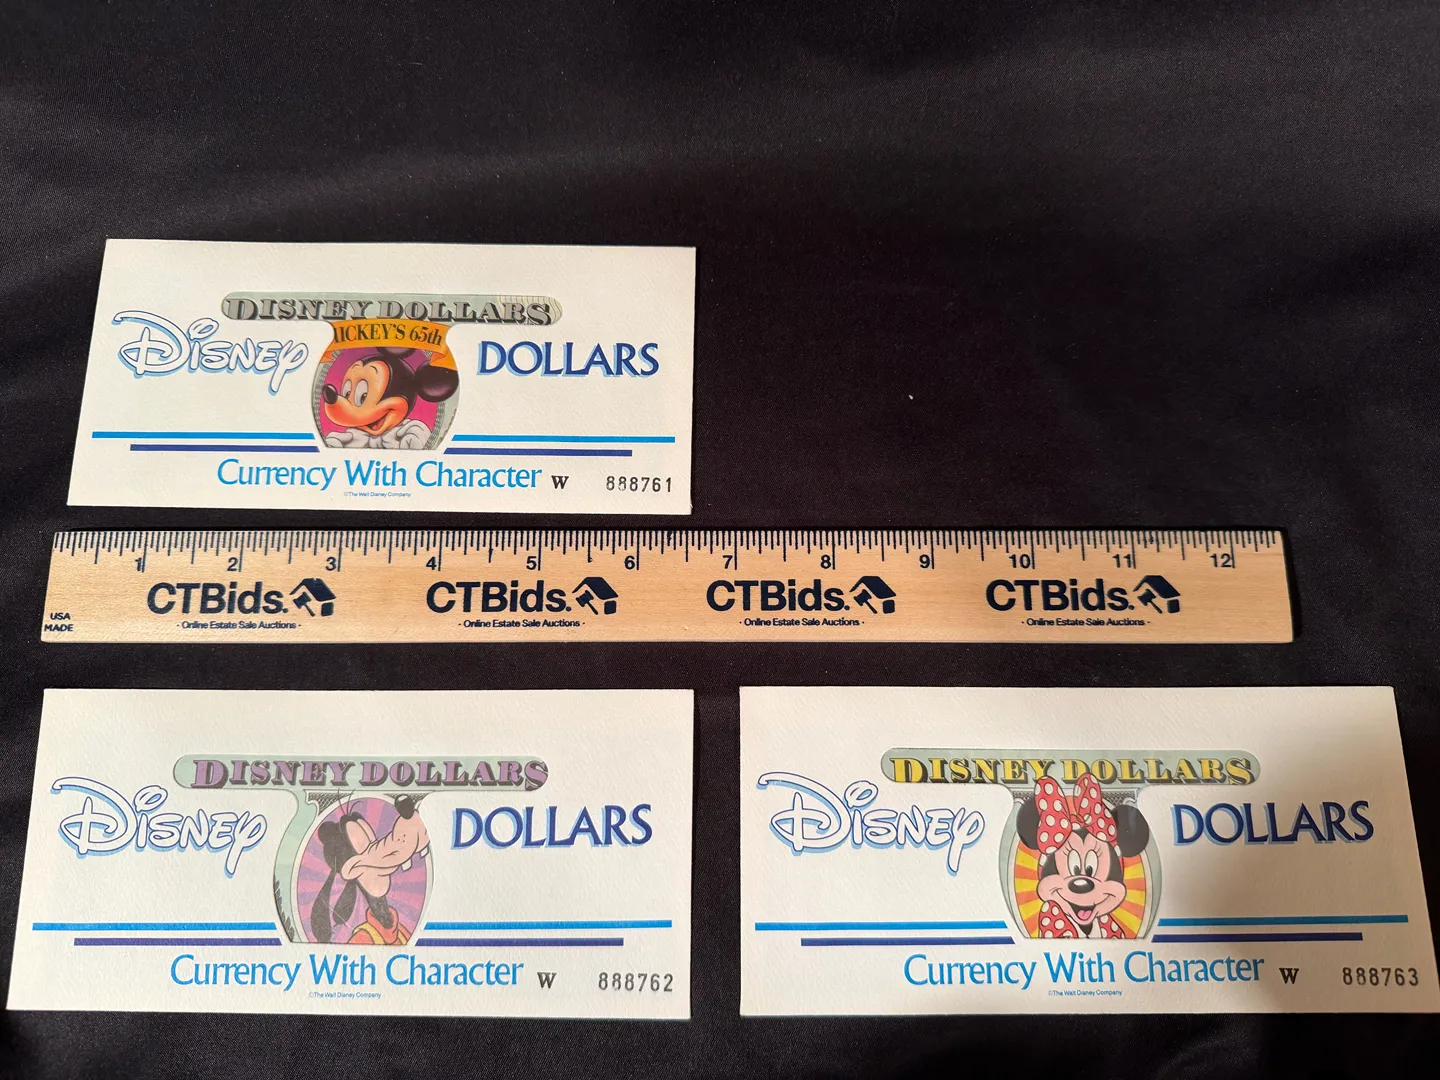 DISNEY DOLLARS
MICKEY'S 65th
Disney DOLLARS
Currency With Character W 888761
©The Walt Disney Company
1 2 3 4 5 6 7 8 9 10 11 12
CTBids. CTBids. CTBids. CTBids.
- Online Estate Sale Auctions - - Online Estate Sale Auctions - - Online Estate Sale Auctions - - Online Estate Sale Auctions -
USA
MADE
DISNEY DOLLARS
Disney DOLLARS
Currency With Character W 888762
©The Walt Disney Company
DISNEY DOLLARS
Disney DOLLARS
Currency With Character W 888763
©The Walt Disney Company